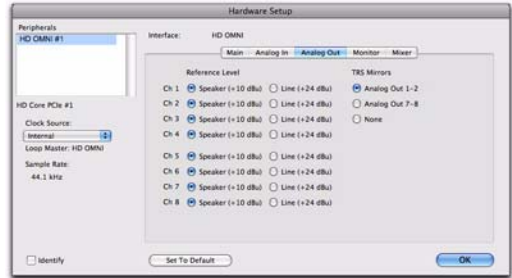 Hardware Setup
Peripherals
HD OMNI #1
HD Core PCIe #1
Clock Source:
Internal
Loop Master: HD OMNI
Sample Rate:
44.1 kHz
Identify
Interface: HD OMNI
Main Analog In Analog Out Monitor Mixer
Reference Level
Ch 1 Speaker (+10 dBu) Line (+24 dBu)
Ch 2 Speaker (+10 dBu) Line (+24 dBu)
Ch 3 Speaker (+10 dBu) Line (+24 dBu)
Ch 4 Speaker (+10 dBu) Line (+24 dBu)
Ch 5 Speaker (+10 dBu) Line (+24 dBu)
Ch 6 Speaker (+10 dBu) Line (+24 dBu)
Ch 7 Speaker (+10 dBu) Line (+24 dBu)
Ch 8 Speaker (+10 dBu) Line (+24 dBu)
TRS Mirrors
Analog Out 1-2
Analog Out 7-8
None
Set To Default
OK